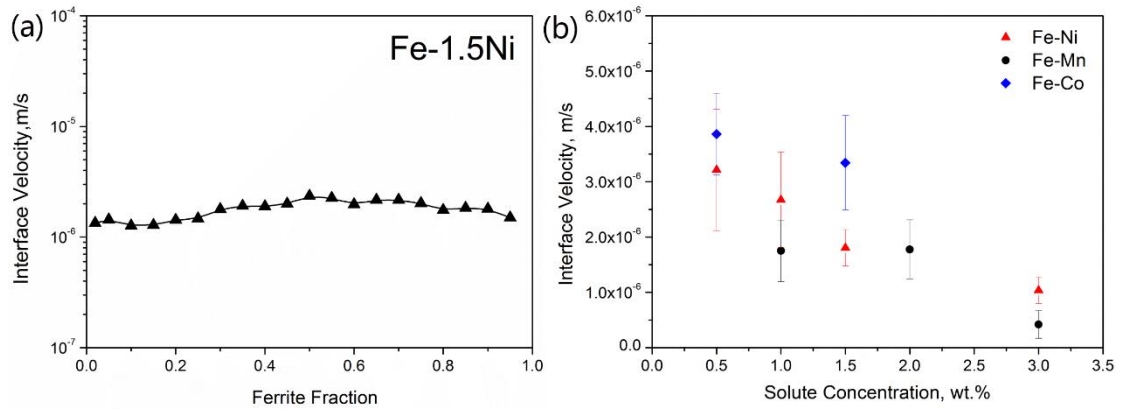 (a)
Fe-1.5Ni
10⁻⁴
10⁻⁵
10⁻⁶
10⁻⁷
Interface Velocity,m/s
0.0 0.2 0.4 0.6 0.8 1.0
Ferrite Fraction
(b)
Fe-Ni
Fe-Mn
Fe-Co
6.0x10⁻⁶
5.0x10⁻⁶
4.0x10⁻⁶
3.0x10⁻⁶
2.0x10⁻⁶
1.0x10⁻⁶
0.0
Interface Velocity, m/s
0.0 0.5 1.0 1.5 2.0 2.5 3.0 3.5
Solute Concentration, wt.%